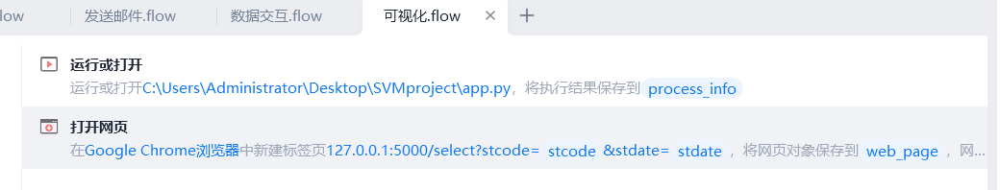 low 发送邮件.flow 数据交互.flow 可视化.flow
运行或打开
运行或打开C:\Users\Administrator\Desktop\SVMproject\app.py，将执行结果保存到 process_info
打开网页
在Google Chrome浏览器中新建标签页127.0.0.1:5000/select?stcode= stcode &stdate= stdate ，将网页对象保存到 web_page ，网...